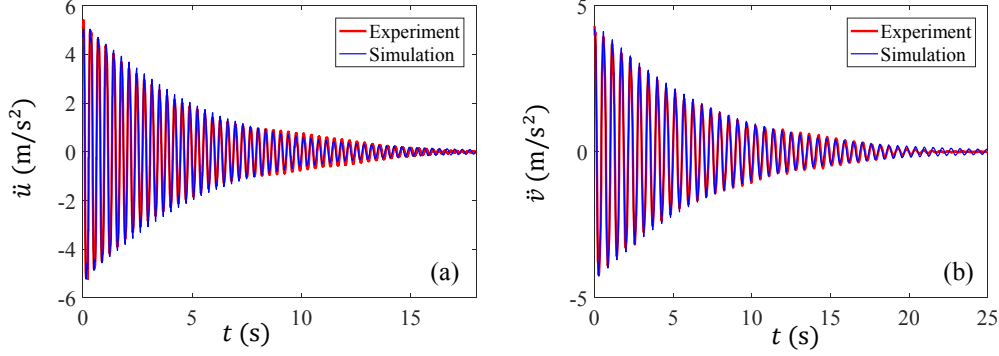 6
4
2
0
-2
-4
-6
ü (m/s²)
Experiment
Simulation
(a)
0 5 10 15
t (s)
5
0
-5
v̈ (m/s²)
Experiment
Simulation
(b)
0 5 10 15 20 25
t (s)